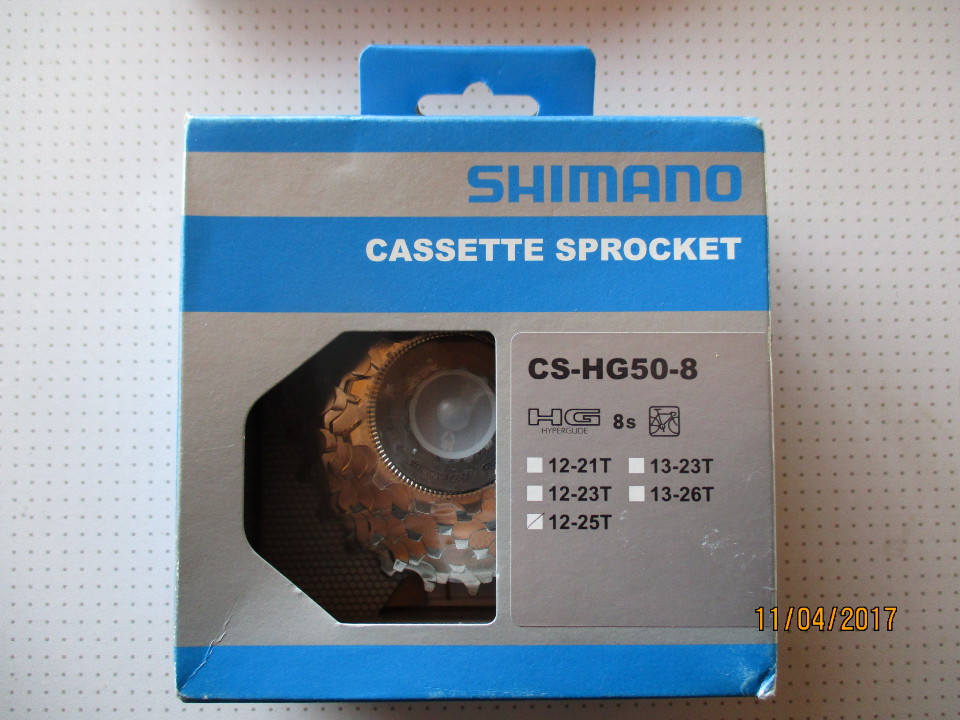 SHIMANO
CASSETTE SPROCKET
CS-HG50-8
HG 8s
HYPERGLIDE
12-21T 13-23T
12-23T 13-26T
12-25T
11/04/2017